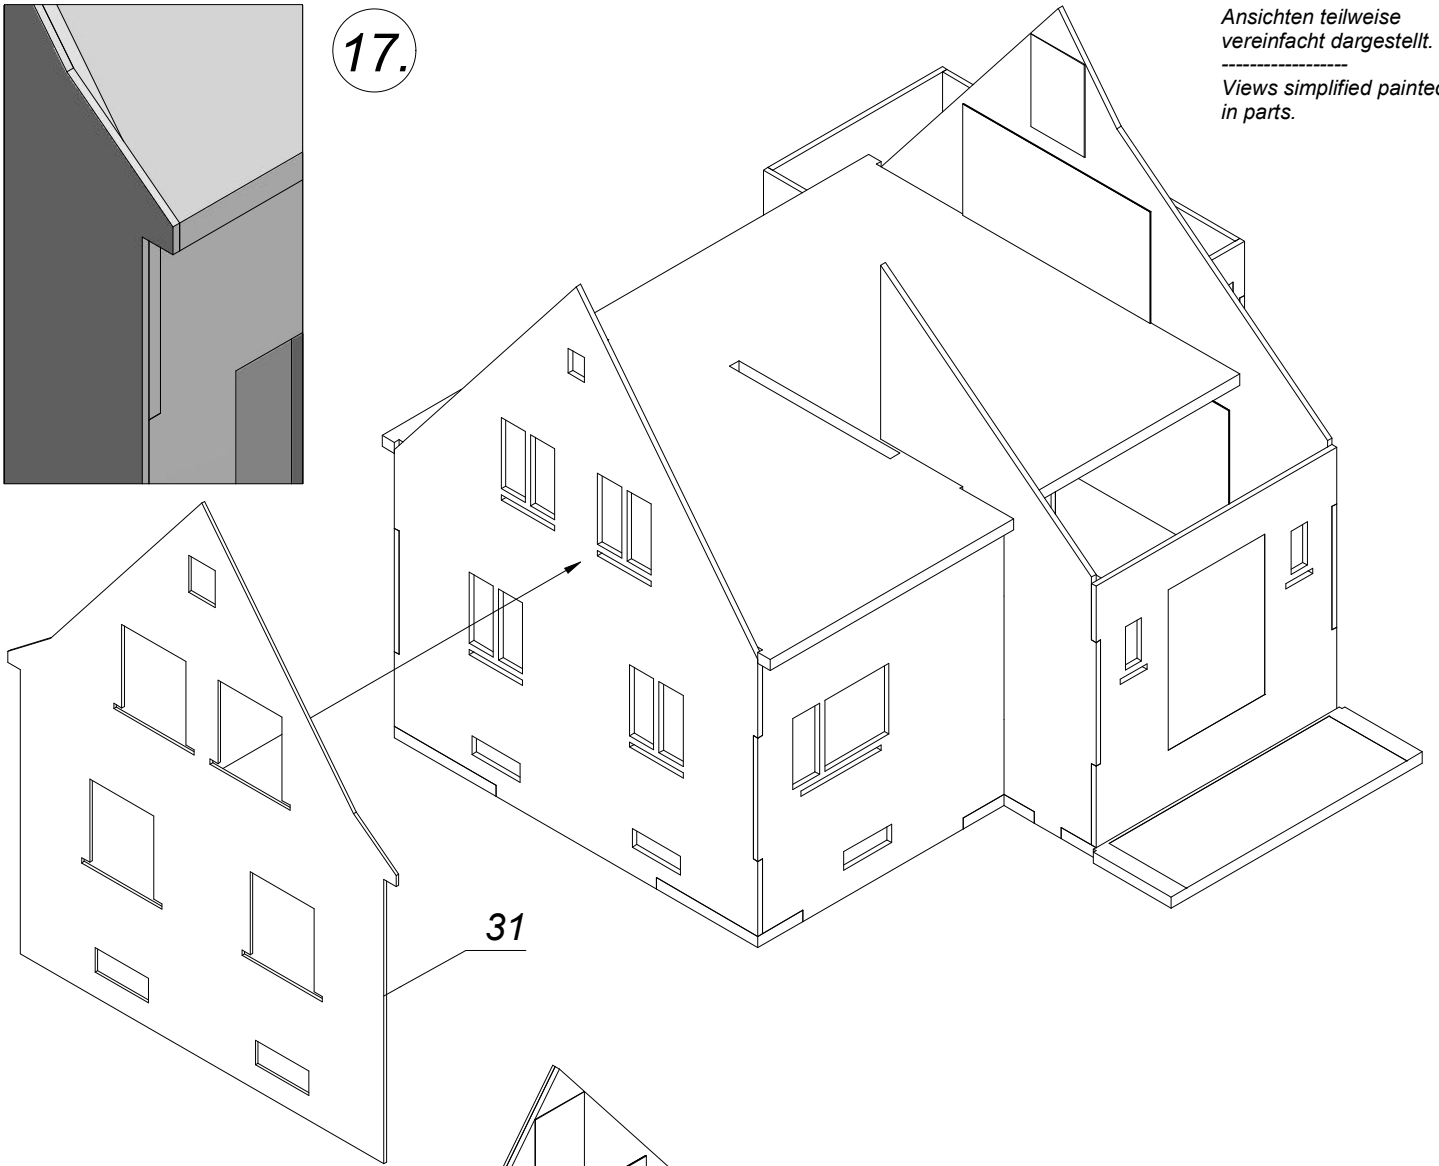 17.
Ansichten teilweise
vereinfacht dargestellt.
------------------
Views simplified painted
in parts.
31